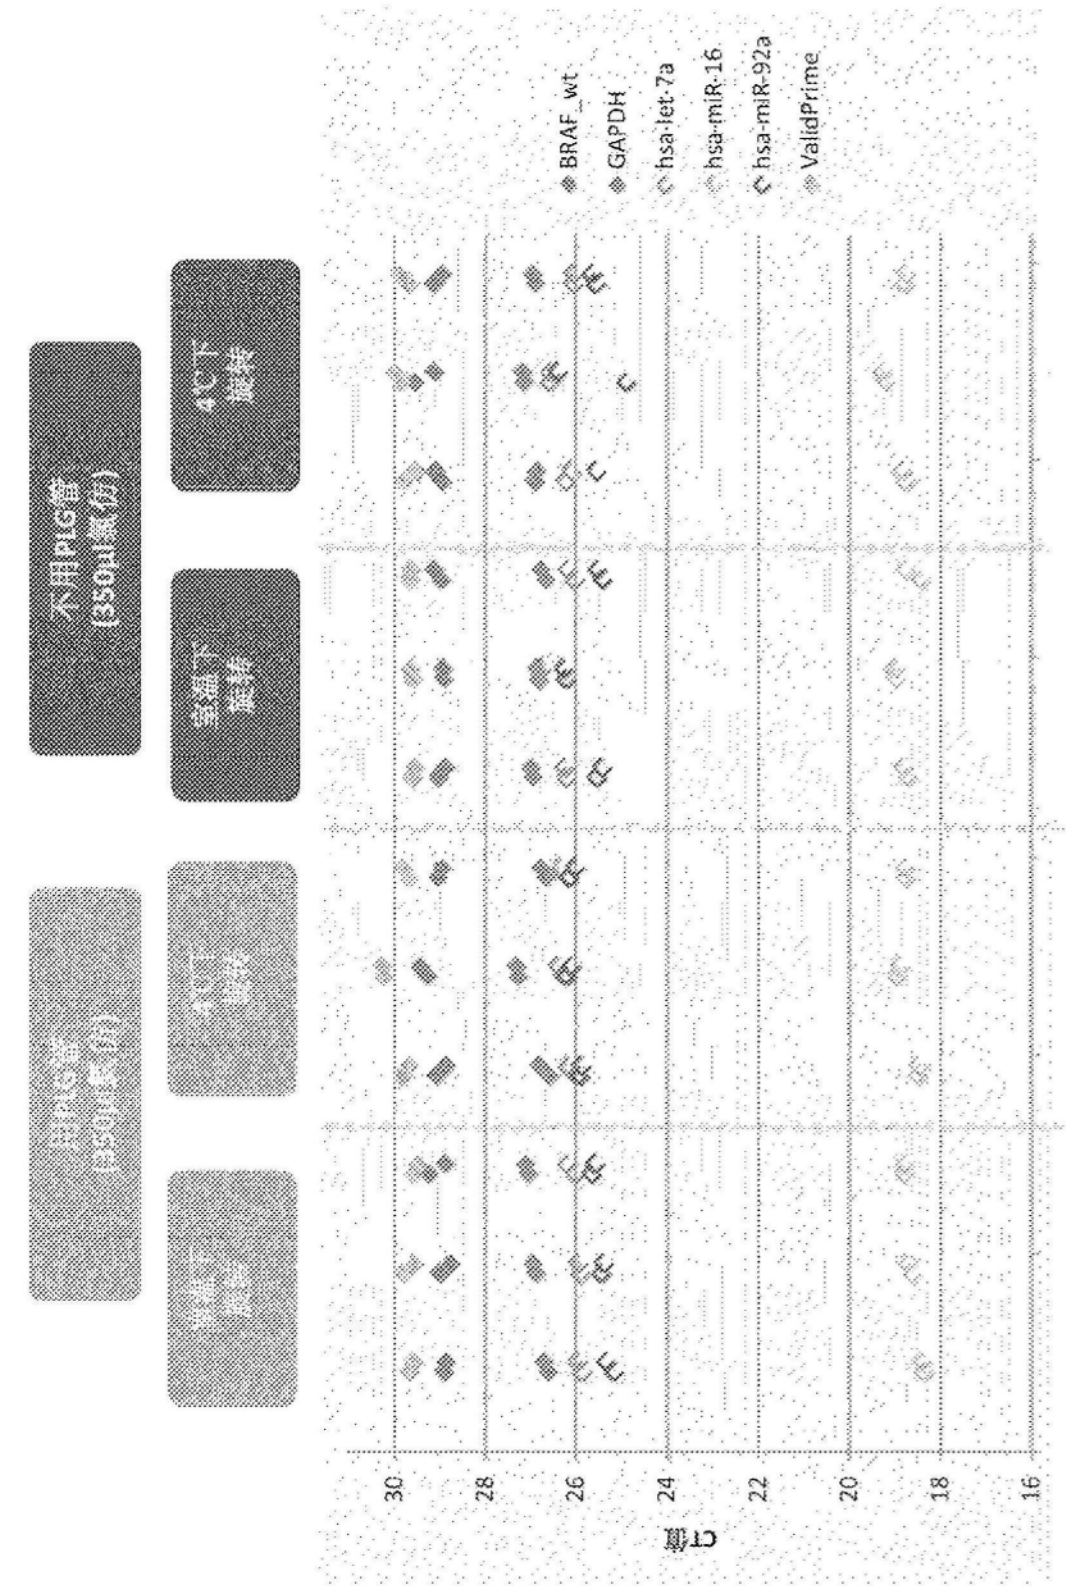 用PLG管
(350μl氯仿)
不用PLG管
(350μl氯仿)
室温下
旋转
4℃下
旋转
室温下
旋转
4℃下
旋转
CT值
30
28
26
24
22
20
18
16
BRAF_wt
GAPDH
hsa-let-7a
hsa-miR-16
hsa-miR-92a
ValidPrime